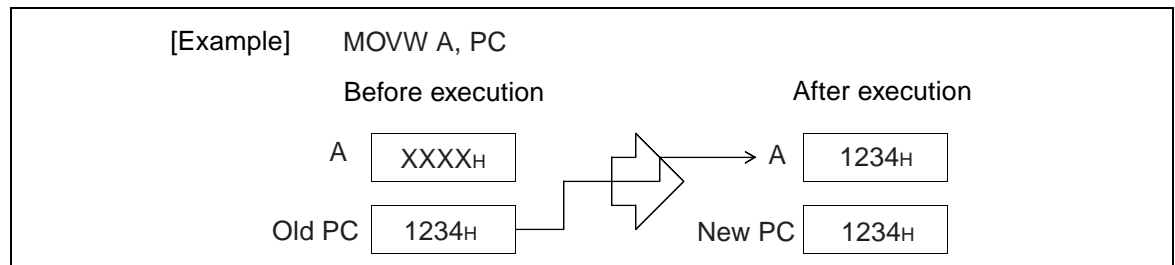 [Example] MOVW A, PC
Before execution After execution
A XXXXH A 1234H
Old PC 1234H New PC 1234H